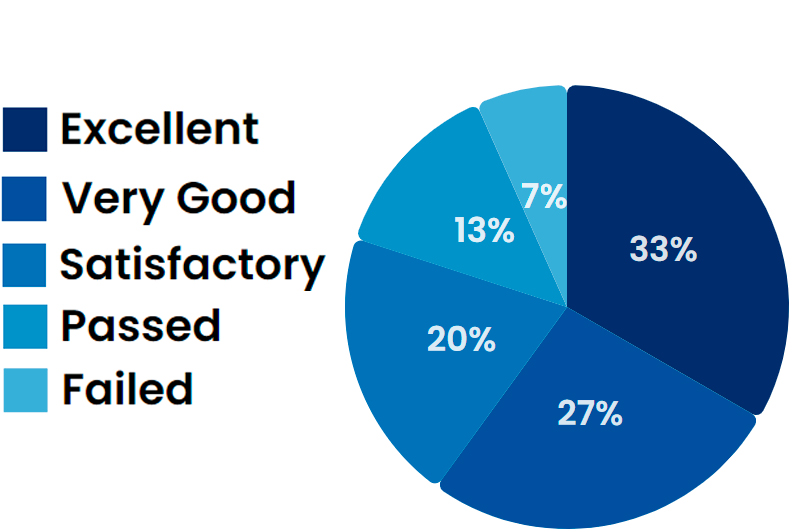 Excellent
Very Good
Satisfactory
Passed
Failed
7%
13%
33%
20%
27%